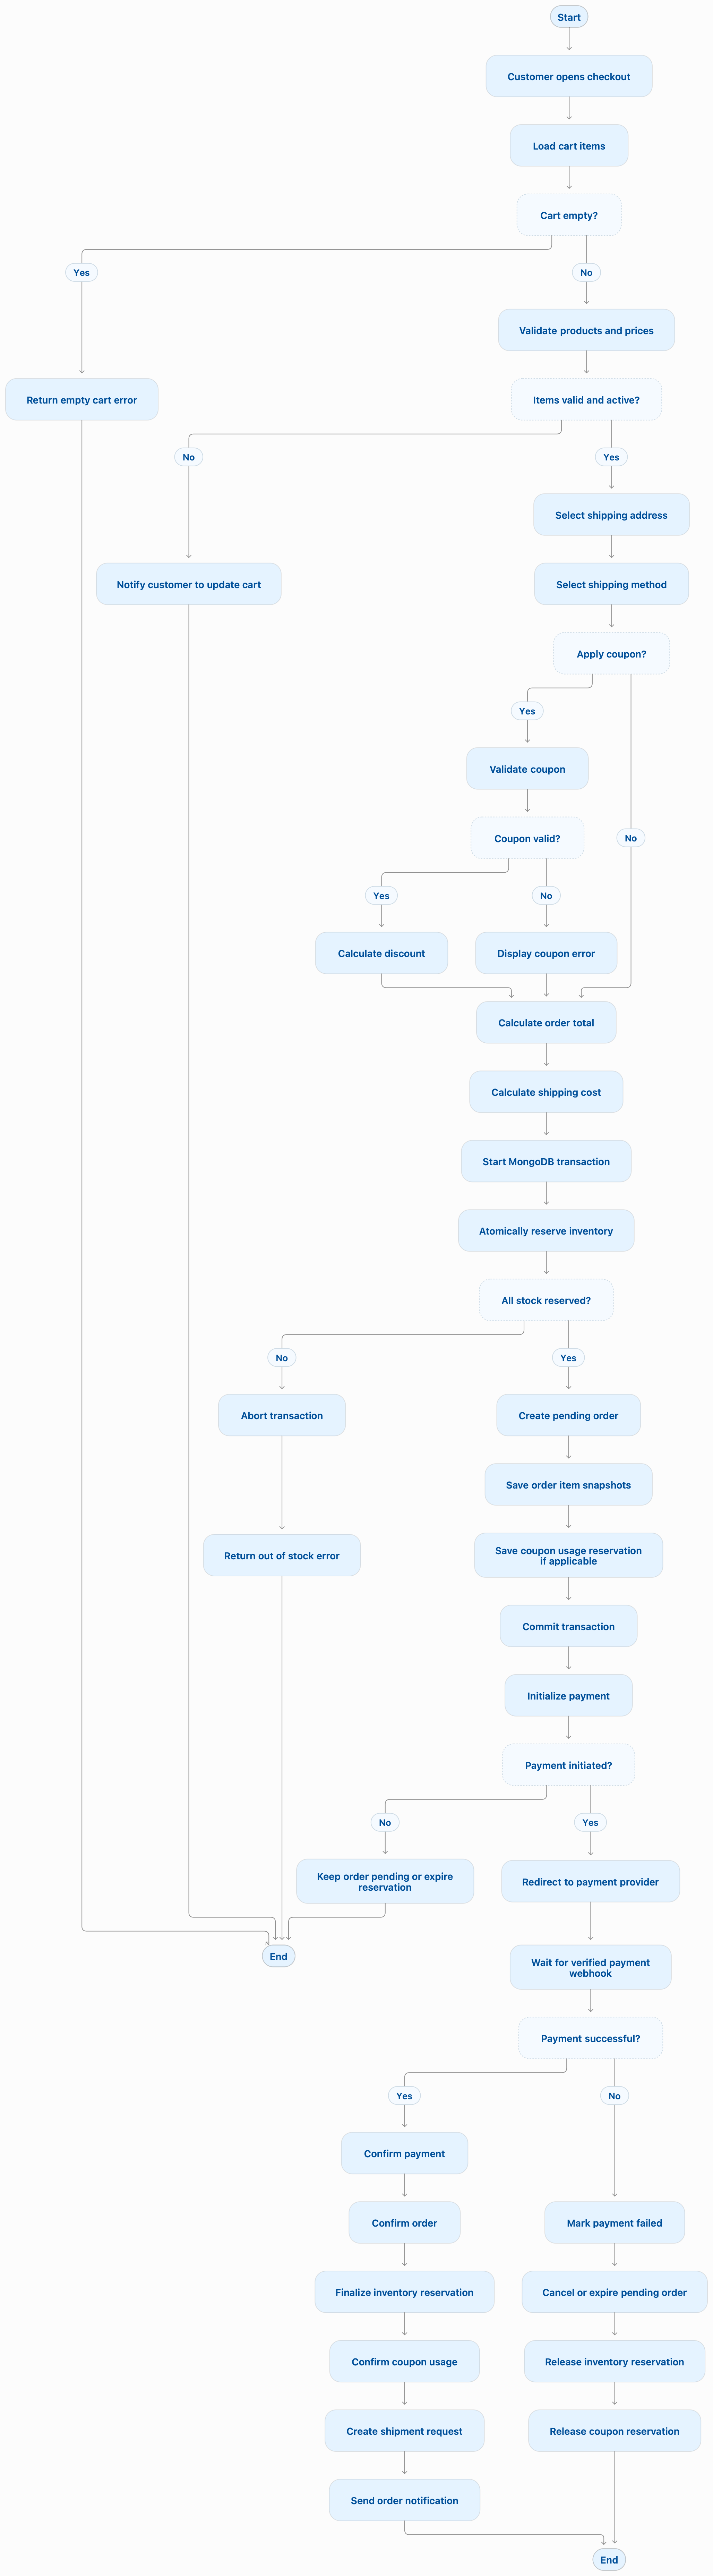 Start
Customer opens checkout
Load cart items
Cart empty?
Yes
No
Validate products and prices
Return empty cart error
Items valid and active?
No
Yes
Select shipping address
Notify customer to update cart
Select shipping method
Apply coupon?
Yes
Validate coupon
Coupon valid?
No
Yes
No
Calculate discount
Display coupon error
Calculate order total
Calculate shipping cost
Start MongoDB transaction
Atomically reserve inventory
All stock reserved?
No
Yes
Abort transaction
Create pending order
Save order item snapshots
Return out of stock error
Save coupon usage reservation
if applicable
Commit transaction
Initialize payment
Payment initiated?
No
Yes
Keep order pending or expire
reservation
Redirect to payment provider
End
Wait for verified payment
webhook
Payment successful?
Yes
No
Confirm payment
Confirm order
Mark payment failed
Finalize inventory reservation
Cancel or expire pending order
Confirm coupon usage
Release inventory reservation
Create shipment request
Release coupon reservation
Send order notification
End